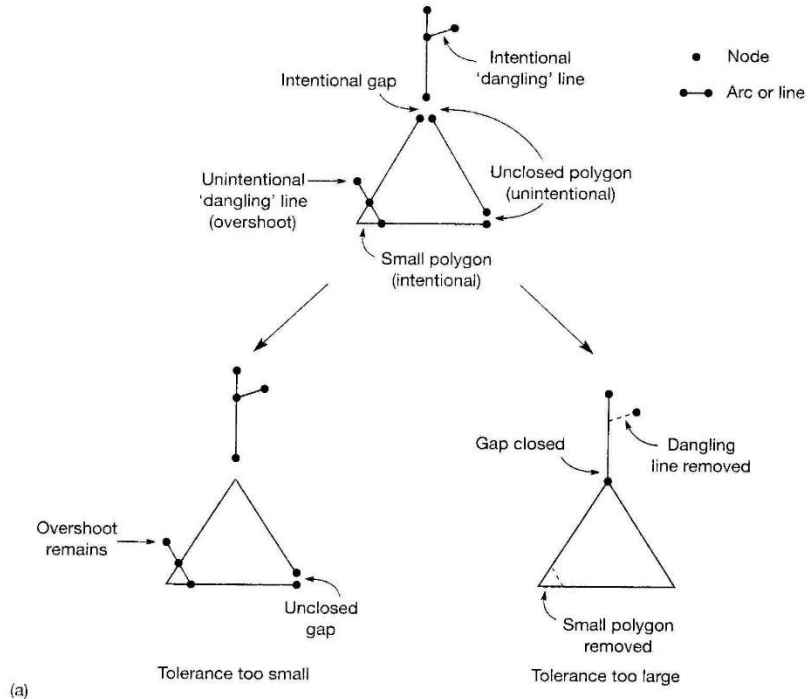 Intentional
'dangling' line
Node
Intentional gap
Arc or line
Unintentional
'dangling' line
(overshoot)
Unclosed polygon
(unintentional)
Small polygon
(intentional)
Gap closed
Dangling
line removed
Overshoot
remains
Unclosed
gap
Small polygon
removed
Tolerance too small
Tolerance too large
(a)